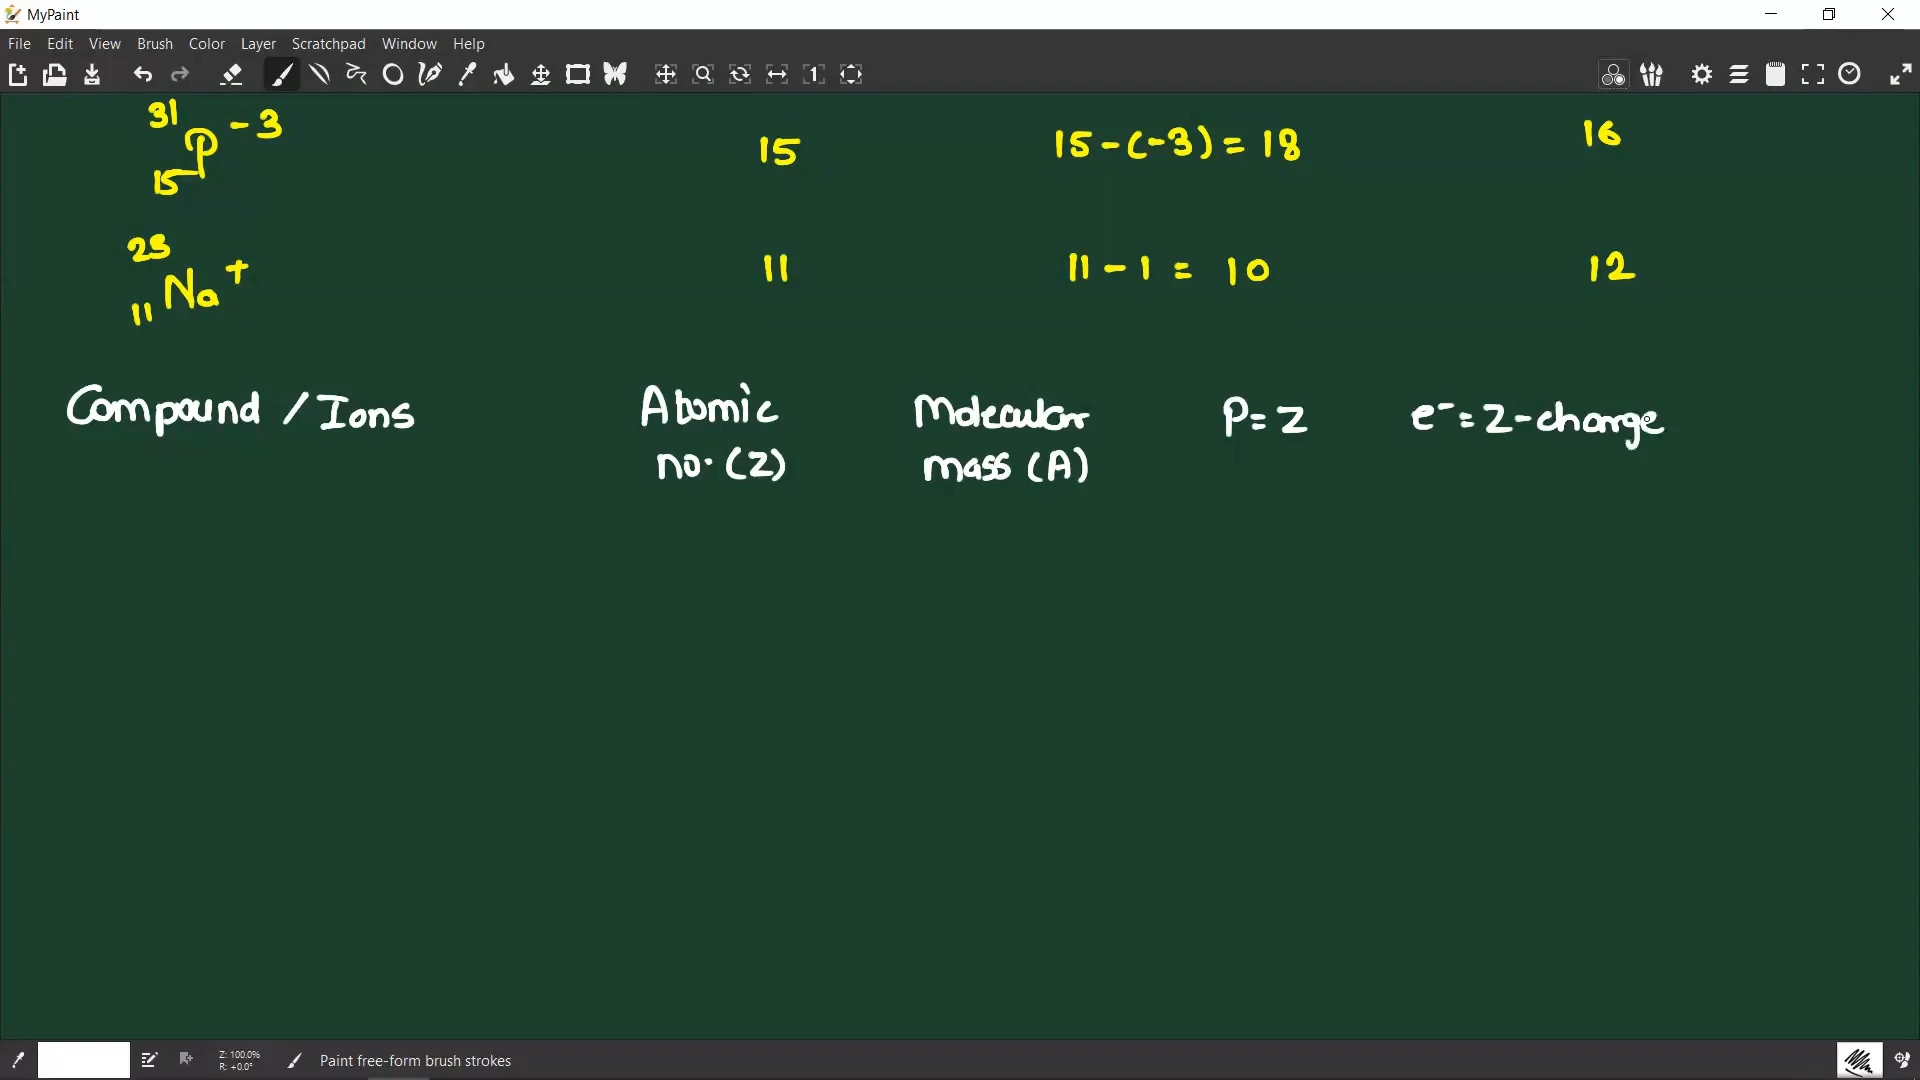 MyPaint
File Edit View Brush Color Layer Scratchpad Window Help
31
P -3 15 15-(-3) = 18 16
15
23
Na + 11 11 - 1 = 10 12
11
Compound / Ions Atomic Molecular P = Z e- = Z-charge
no. (Z) mass (A)
Z: 100.0%
R: +0.0°
Paint free-form brush strokes